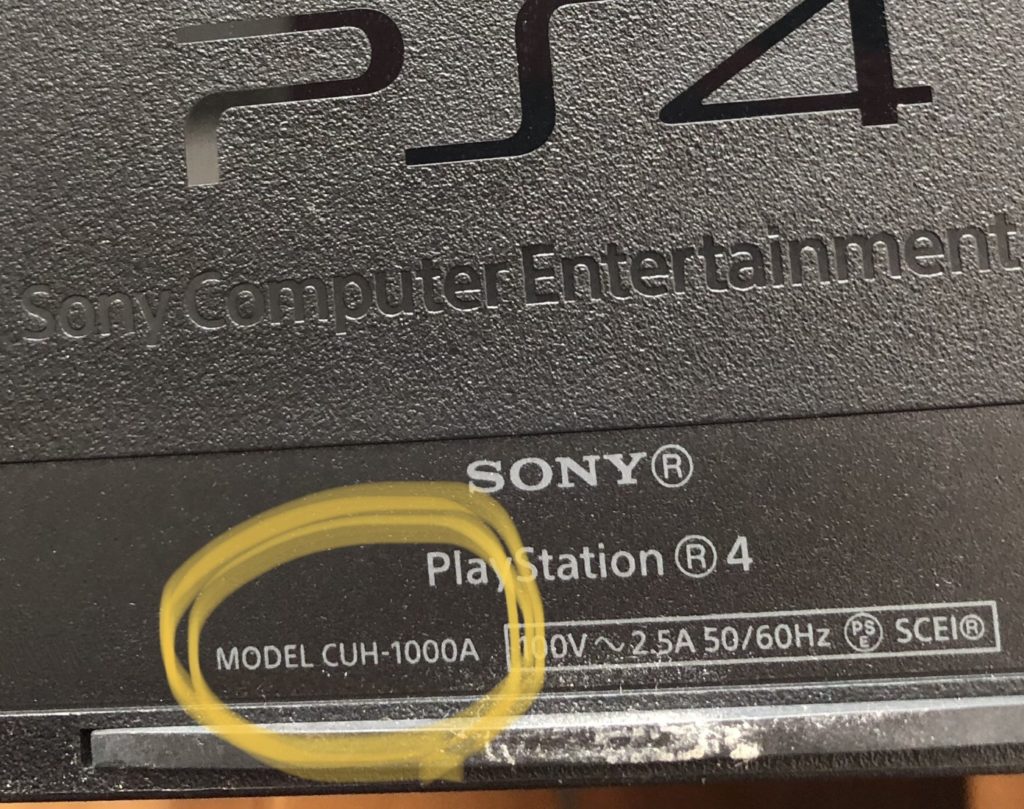 PS4
Sony Computer Entertainment
SONY®
PlayStation ® 4
MODEL CUH-1000A 100V ~ 2.5A 50/60Hz PSE SCEI®